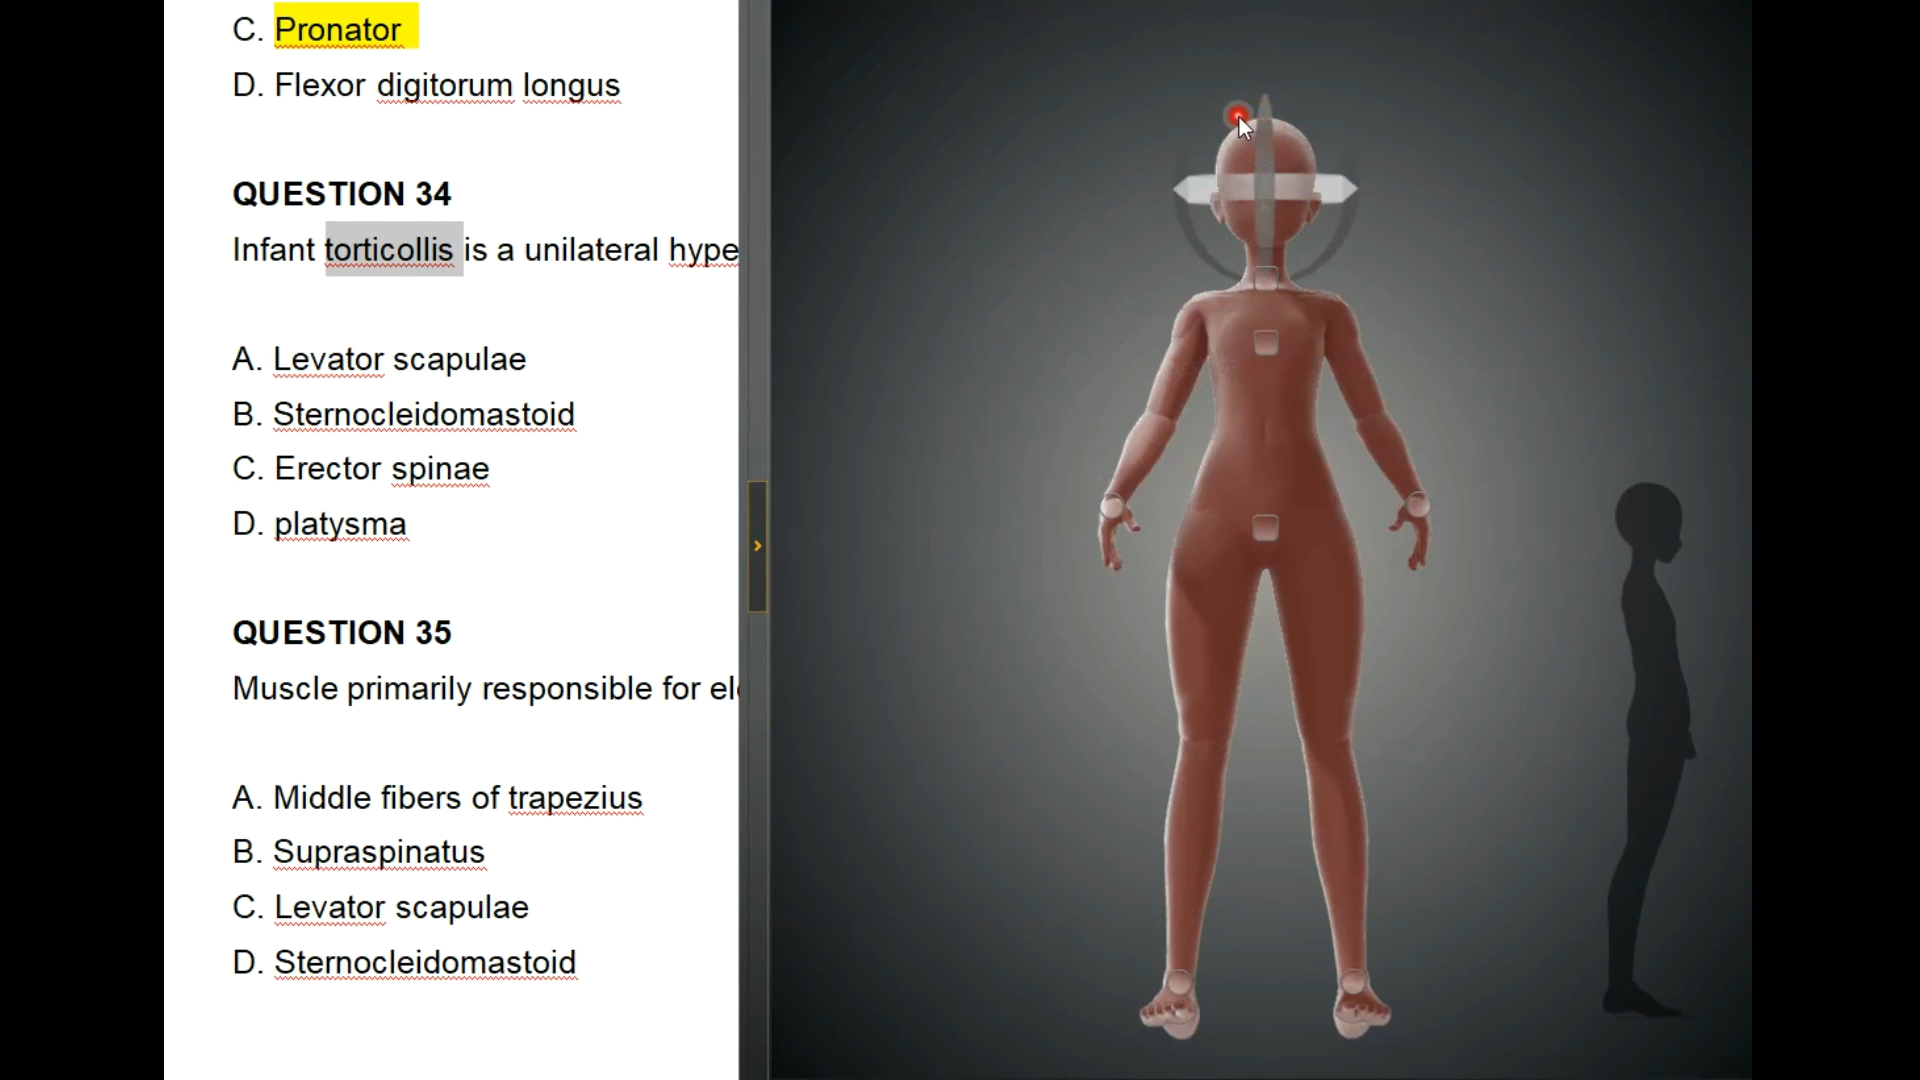 C. Pronator
D. Flexor digitorum longus
QUESTION 34
Infant torticollis is a unilateral hype
A. Levator scapulae
B. Sternocleidomastoid
C. Erector spinae
D. platysma
QUESTION 35
Muscle primarily responsible for el
A. Middle fibers of trapezius
B. Supraspinatus
C. Levator scapulae
D. Sternocleidomastoid